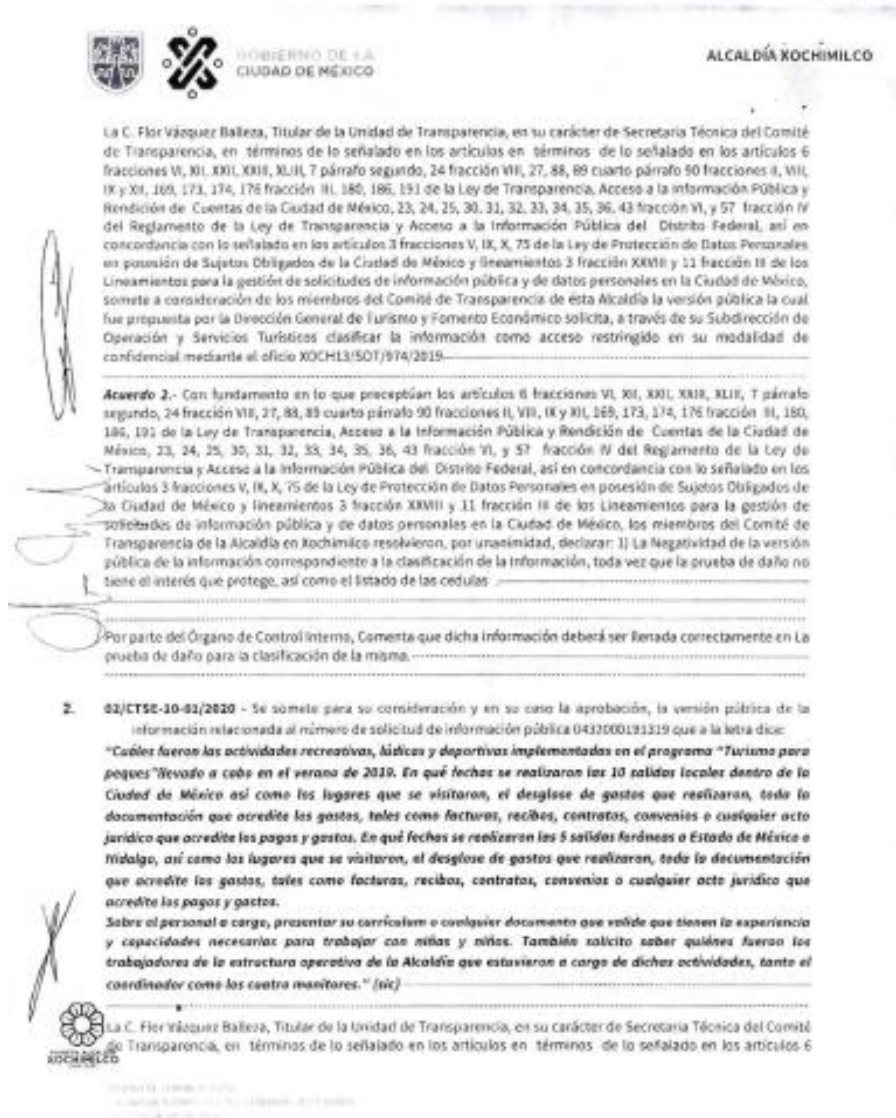 GOBIERNO DE LA
CIUDAD DE MÉXICO
ALCALDÍA XOCHIMILCO
La C. Flor Vázquez Balleza, Titular de la Unidad de Transparencia, en su carácter de Secretaria Técnica del Comité
de Transparencia, en términos de lo señalado en los artículos en términos de lo señalado en los artículos 6
fracciones VI, XII, XXII, XXIII, XLIII, 7 párrafo segundo, 24 fracción VIII, 27, 88, 89 cuarto párrafo 90 fracciones II, VIII,
IX y XII, 169, 173, 174, 176 fracción III, 180, 186, 191 de la Ley de Transparencia, Acceso a la Información Pública y
Rendición de Cuentas de la Ciudad de México, 23, 24, 25, 30, 31, 32, 33, 34, 35, 36, 43 fracción VI, y 57 fracción IV
del Reglamento de la Ley de Transparencia y Acceso a la Información Pública del Distrito Federal, así en
concordancia con lo señalado en los artículos 3 fracciones V, IX, X, 75 de la Ley de Protección de Datos Personales
en posesión de Sujetos Obligados de la Ciudad de México y lineamientos 3 fracción XXVIII y 11 fracción III de los
Lineamientos para la gestión de solicitudes de información pública y de datos personales en la Ciudad de México,
somete a consideración de los miembros del Comité de Transparencia de ésta Alcaldía la versión pública la cual
fue propuesta por la Dirección General de Turismo y Fomento Económico solicita, a través de su Subdirección de
Operación y Servicios Turísticos clasificar la información como acceso restringido en su modalidad de
confidencial mediante el oficio XOCH13/SOT/974/2019
Acuerdo 2.- Con fundamento en lo que preceptúan los artículos 6 fracciones VI, XII, XXII, XXIII, XLIII, 7 párrafo
segundo, 24 fracción VIII, 27, 88, 89 cuarto párrafo 90 fracciones II, VIII, IX y XII, 169, 173, 174, 176 fracción III, 180,
186, 191 de la Ley de Transparencia, Acceso a la Información Pública y Rendición de Cuentas de la Ciudad de
México, 23, 24, 25, 30, 31, 32, 33, 34, 35, 36, 43 fracción VI, y 57 fracción IV del Reglamento de la Ley de
Transparencia y Acceso a la Información Pública del Distrito Federal, así en concordancia con lo señalado en los
artículos 3 fracciones V, IX, X, 75 de la Ley de Protección de Datos Personales en posesión de Sujetos Obligados de
la Ciudad de México y lineamientos 3 fracción XXVIII y 11 fracción III de los Lineamientos para la gestión de
solicitudes de información pública y de datos personales en la Ciudad de México, los miembros del Comité de
Transparencia de la Alcaldía en Xochimilco resolvieron, por unanimidad, declarar: 1) La Negatividad de la versión
pública de la información correspondiente a la clasificación de la Información, toda vez que la prueba de daño no
tiene el interés que protege, así como el listado de las cedulas
Por parte del Órgano de Control Interno, Comenta que dicha información deberá ser llenada correctamente en La
prueba de daño para la clasificación de la misma.
2. 02/CTSE-10-01/2020 - Se somete para su consideración y en su caso la aprobación, la versión pública de la
información relacionada al número de solicitud de información pública 0432000191319 que a la letra dice:
"Cuáles fueron las actividades recreativas, lúdicas y deportivas implementadas en el programa "Turismo para
peques"llevado a cabo en el verano de 2019. En qué fechas se realizaron las 10 salidas locales dentro de la
Ciudad de México así como los lugares que se visitaron, el desglose de gastos que realizaron, toda la
documentación que acredite los gastos, tales como facturas, recibos, contratos, convenios o cualquier acto
jurídico que acredite los pagos y gastos. En qué fechas se realizaron las 5 salidas foráneas a Estado de México e
Hidalgo, así como los lugares que se visitaron, el desglose de gastos que realizaron, toda la documentación
que acredite los gastos, tales como facturas, recibos, contratos, convenios o cualquier acto jurídico que
acredite los pagos y gastos.
Sobre el personal a cargo, presentar su currículum o cualquier documento que valide que tienen la experiencia
y capacidades necesarias para trabajar con niñas y niños. También solicito saber quiénes fueron los
trabajadores de la estructura operativa de la Alcaldía que estuvieron a cargo de dichas actividades, tanto el
coordinador como los cuatro monitores." (sic)
La C. Flor Vázquez Balleza, Titular de la Unidad de Transparencia, en su carácter de Secretaria Técnica del Comité
de Transparencia, en términos de lo señalado en los artículos en términos de lo señalado en los artículos 6
XOCHIMILCO